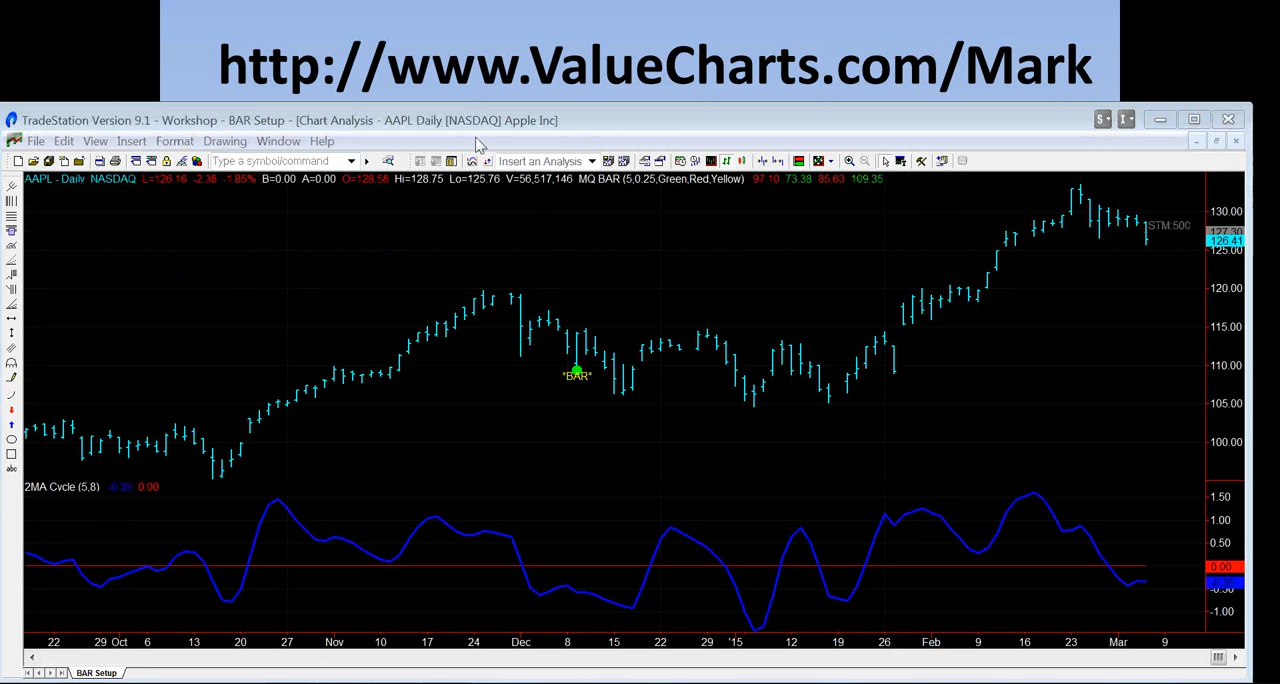 http://www.ValueCharts.com/Mark
TradeStation Version 9.1 - Workshop - BAR Setup - [Chart Analysis - AAPL Daily [NASDAQ] Apple Inc]
File Edit View Insert Format Drawing Window Help
Type a symbol/command Insert an Analysis
AAPL - Daily NASDAQ L=126.16 -2.38 -1.85% B=0.00 A=0.00 O=128.58 Hi=128.75 Lo=125.76 V=56,517,146 MQ BAR (5,0.25,Green,Red,Yellow) 97.10 73.38 85.63 109.35
130.00
STM:50C
127.30
126.41
125.00
120.00
115.00
110.00
*BAR*
105.00
100.00
2MA Cycle (5,8) -0.35 0.00
1.50
1.00
0.50
0.00
-0.35
-0.50
-1.00
22 29 Oct 6 13 20 27 Nov 10 17 24 Dec 8 15 22 29 '15 12 19 26 Feb 9 16 23 Mar 9
BAR Setup
abc